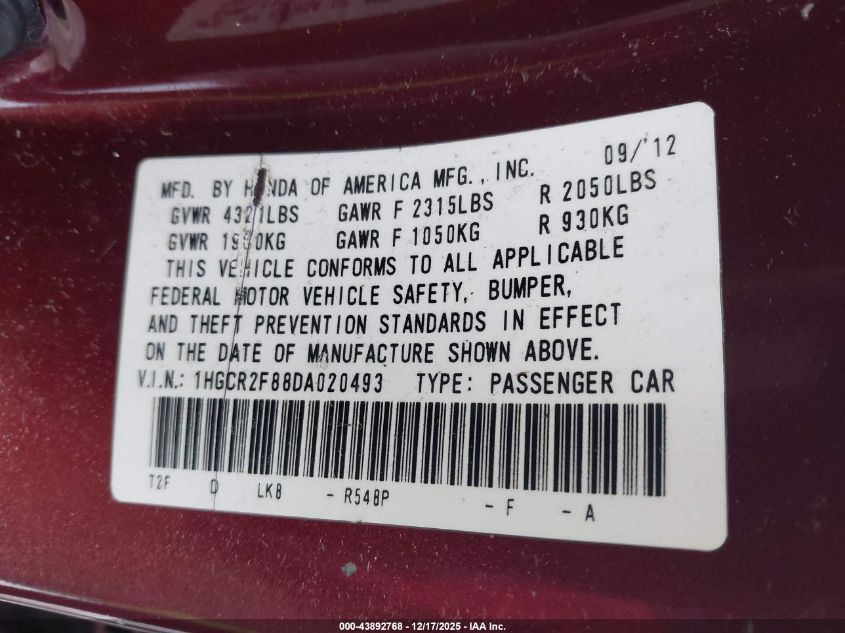 09/'12
MFD. BY HONDA OF AMERICA MFG., INC.
GVWR 4321LBS GAWR F 2315LBS R 2050LBS
GVWR GAWR F 1050KG R 930KG
THIS VEHICLE CONFORMS TO ALL APPLICABLE
FEDERAL MOTOR VEHICLE SAFETY, BUMPER,
AND THEFT PREVENTION STANDARDS IN EFFECT
ON THE DATE OF MANUFACTURE SHOWN ABOVE.
V.I.N.: 1HGCR2F88DA020493 TYPE: PASSENGER CAR
T2F D LK8 - R548P - F - A
000-43892768 - 12/17/2025 - IAA Inc.